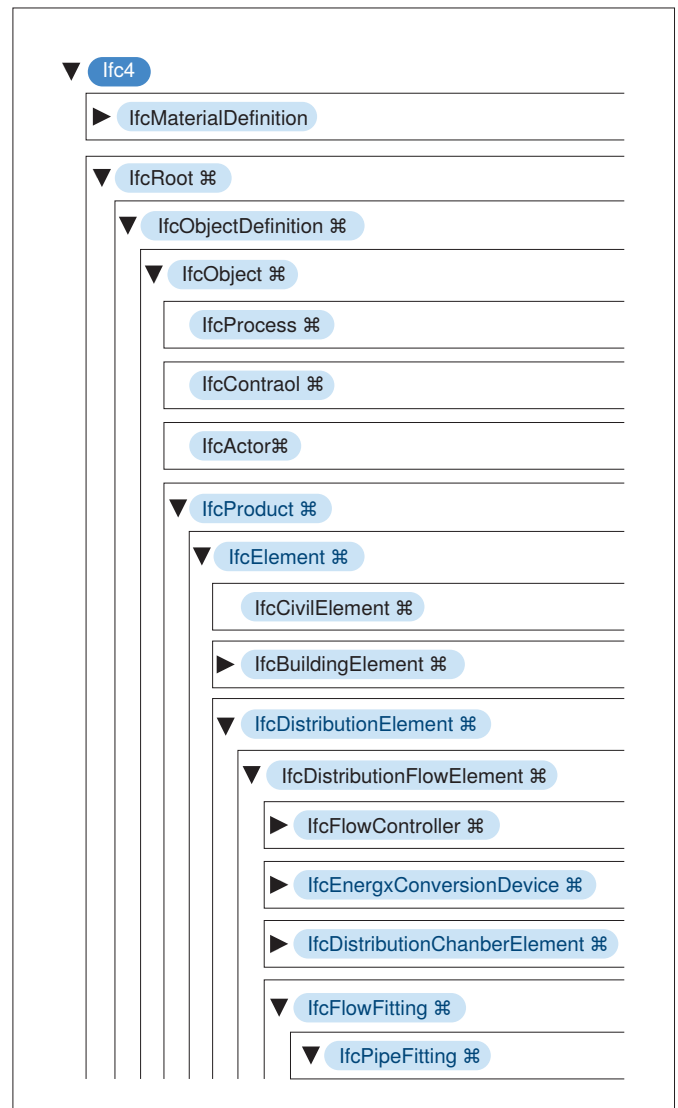 Ifc4
IfcMaterialDefinition
IfcRoot ⌘
IfcObjectDefinition ⌘
IfcObject ⌘
IfcProcess ⌘
IfcContraol ⌘
IfcActor⌘
IfcProduct ⌘
IfcElement ⌘
IfcCivilElement ⌘
IfcBuildingElement ⌘
IfcDistributionElement ⌘
IfcDistributionFlowElement ⌘
IfcFlowController ⌘
IfcEnergxConversionDevice ⌘
IfcDistributionChanberElement ⌘
IfcFlowFitting ⌘
IfcPipeFitting ⌘